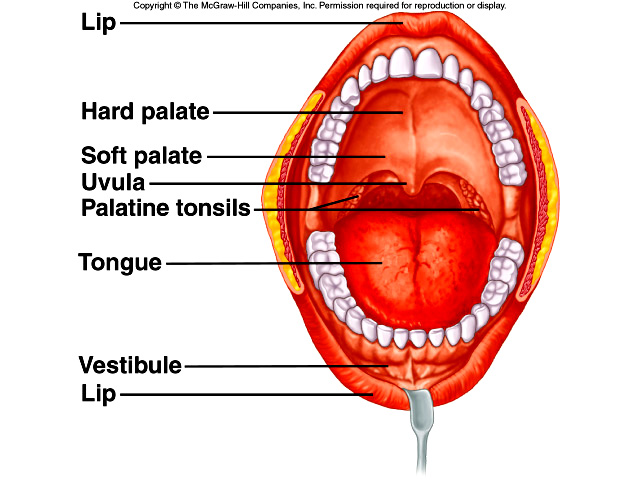 Copyright © The McGraw-Hill Companies, Inc. Permission required for reproduction or display.
Lip
Hard palate
Soft palate
Uvula
Palatine tonsils
Tongue
Vestibule
Lip